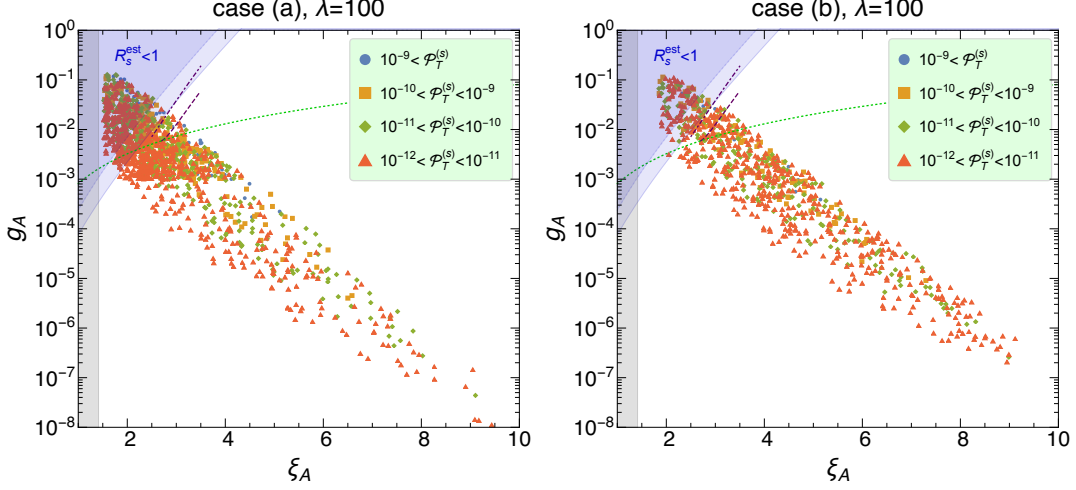 case (a), λ=100
R_s^est<1
10^−9< 𝒫_T^(s)
10^−10< 𝒫_T^(s)<10^−9
10^−11< 𝒫_T^(s)<10^−10
10^−12< 𝒫_T^(s)<10^−11
10^0
10^−1
10^−2
10^−3
10^−4
10^−5
10^−6
10^−7
10^−8
g_A
2 4 6 8 10
ξ_A
case (b), λ=100
R_s^est<1
10^−9< 𝒫_T^(s)
10^−10< 𝒫_T^(s)<10^−9
10^−11< 𝒫_T^(s)<10^−10
10^−12< 𝒫_T^(s)<10^−11
10^0
10^−1
10^−2
10^−3
10^−4
10^−5
10^−6
10^−7
10^−8
g_A
2 4 6 8 10
ξ_A